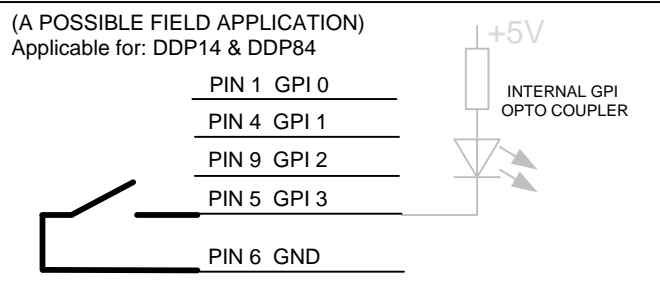 (A POSSIBLE FIELD APPLICATION)
Applicable for: DDP14 & DDP84
+5V
PIN 1 GPI 0
INTERNAL GPI
OPTO COUPLER
PIN 4 GPI 1
PIN 9 GPI 2
PIN 5 GPI 3
PIN 6 GND